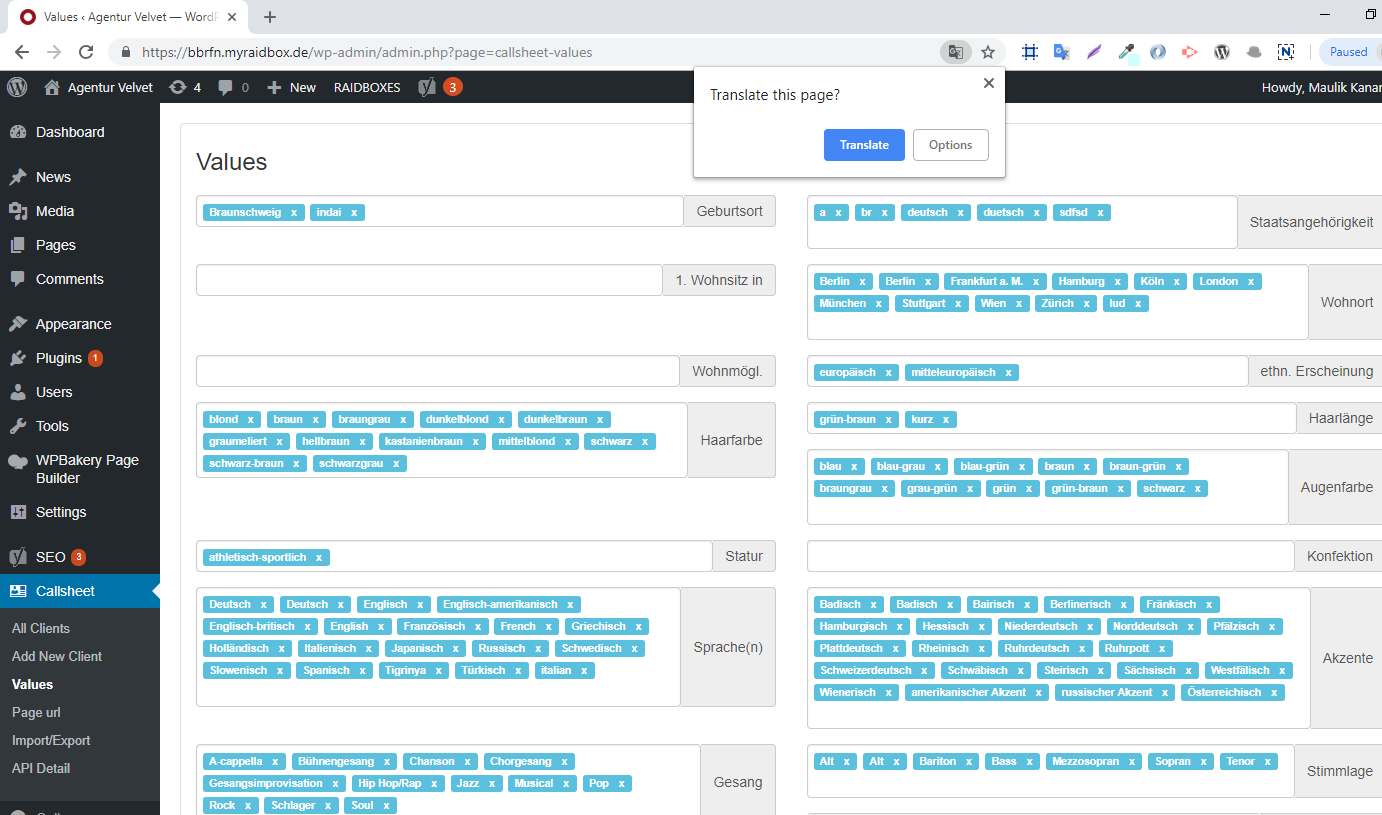 Values ‹ Agentur Velvet — WordP
https://bbrfn.myraidbox.de/wp-admin/admin.php?page=callsheet-values
Paused
Agentur Velvet 4 0 New RAIDBOXES 3
Howdy, Maulik Kanan
Translate this page?
Translate Options
Dashboard
News
Media
Pages
Comments
Appearance
Plugins 1
Users
Tools
WPBakery Page
Builder
Settings
SEO 3
Callsheet
All Clients
Add New Client
Values
Page url
Import/Export
API Detail
Values
Braunschweig x indai x
Geburtsort
a x br x deutsch x duetsch x sdfsd x
Staatsangehörigkeit
1. Wohnsitz in
Berlin x Berlin x Frankfurt a. M. x Hamburg x Köln x London x
München x Stuttgart x Wien x Zürich x lud x
Wohnort
Wohnmögl.
europäisch x mitteleuropäisch x
ethn. Erscheinung
blond x braun x braungrau x dunkelblond x dunkelbraun x
graumeliert x hellbraun x kastanienbraun x mittelblond x schwarz x
schwarz-braun x schwarzgrau x
Haarfarbe
grün-braun x kurz x
Haarlänge
blau x blau-grau x blau-grün x braun x braun-grün x
braungrau x grau-grün x grün x grün-braun x schwarz x
Augenfarbe
athletisch-sportlich x
Statur
Konfektion
Deutsch x Deutsch x Englisch x Englisch-amerikanisch x
Englisch-britisch x English x Französisch x French x Griechisch x
Holländisch x Italienisch x Japanisch x Russisch x Schwedisch x
Slowenisch x Spanisch x Tigrinya x Türkisch x italian x
Sprache(n)
Badisch x Badisch x Bairisch x Berlinerisch x Fränkisch x
Hamburgisch x Hessisch x Niederdeutsch x Norddeutsch x Pfälzisch x
Plattdeutsch x Rheinisch x Ruhrdeutsch x Ruhrpott x
Schweizerdeutsch x Schwäbisch x Steirisch x Sächsisch x Westfälisch x
Wienerisch x amerikanischer Akzent x russischer Akzent x Österreichisch x
Akzente
A-cappella x Bühnengesang x Chanson x Chorgesang x
Gesangsimprovisation x Hip Hop/Rap x Jazz x Musical x Pop x
Rock x Schlager x Soul x
Gesang
Alt x Alt x Bariton x Bass x Mezzosopran x Sopran x Tenor x
Stimmlage